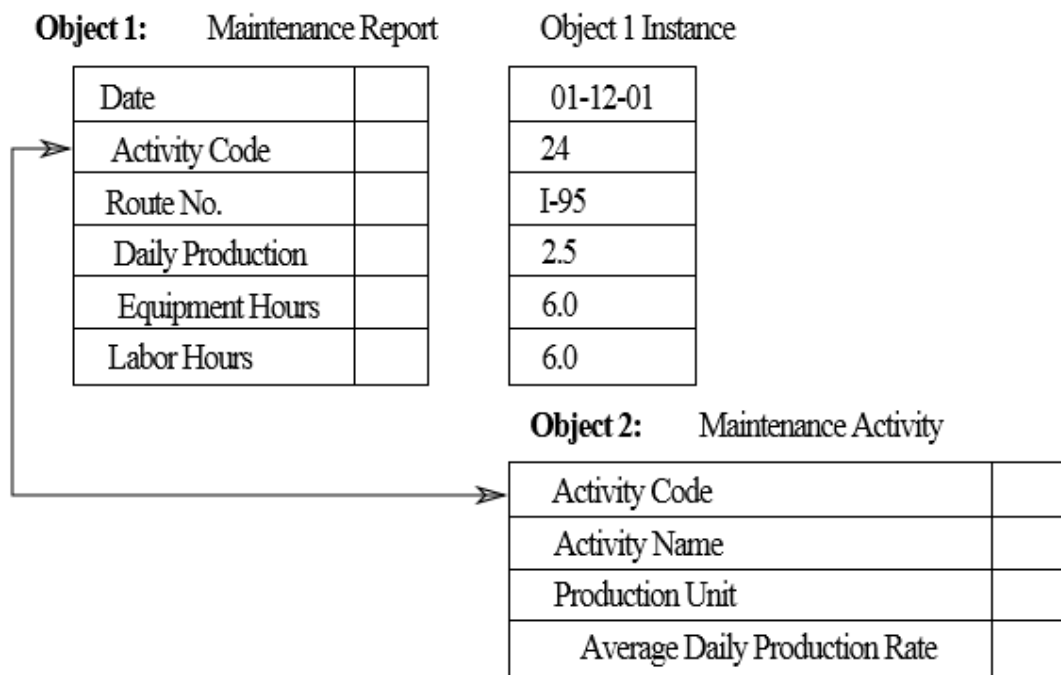 Object 1: Maintenance Report Object 1 Instance
Date 01-12-01
Activity Code 24
Route No. I-95
Daily Production 2.5
Equipment Hours 6.0
Labor Hours 6.0
Object 2: Maintenance Activity
Activity Code
Activity Name
Production Unit
Average Daily Production Rate